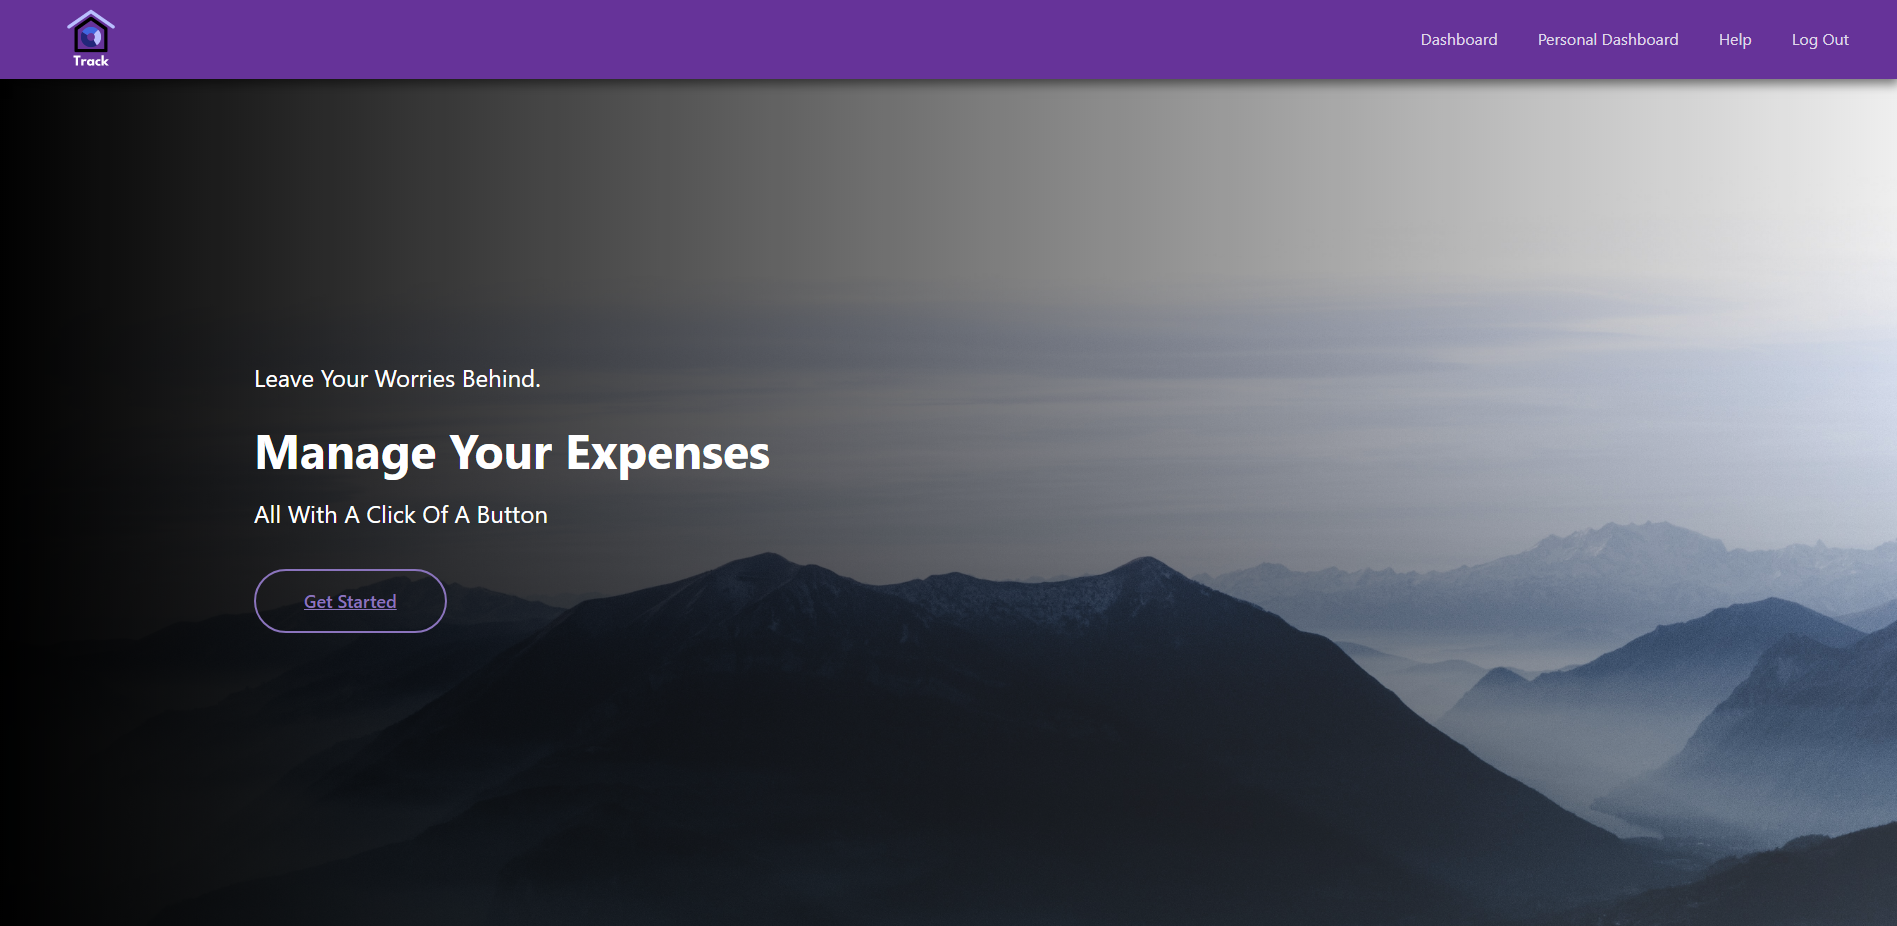 Track
Dashboard
Personal Dashboard
Help
Log Out
Leave Your Worries Behind.
Manage Your Expenses
All With A Click Of A Button
Get Started